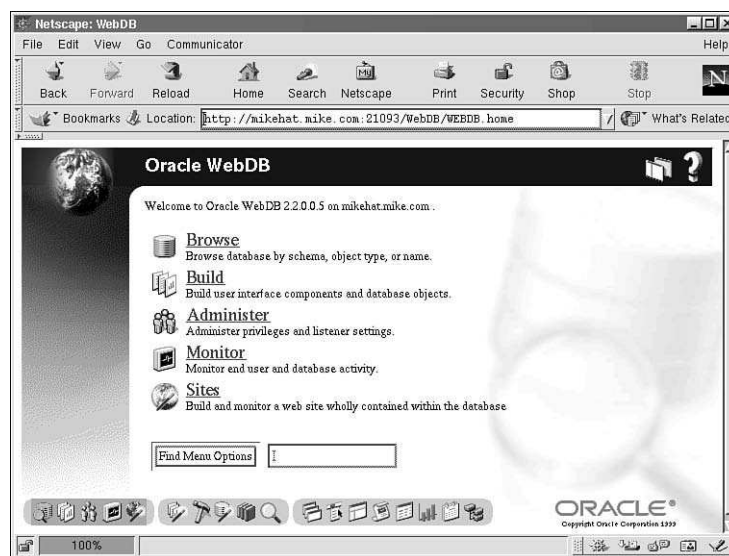 Netscape: WebDB
File Edit View Go Communicator Help
Back Forward Reload Home Search Netscape Print Security Shop Stop
My
N
Bookmarks Location: http://mikehat.mike.com:21093/WebDB/WEBDB.home What's Related
Oracle WebDB
Welcome to Oracle WebDB 2.2.0.0.5 on mikehat.mike.com .
Browse
Browse database by schema, object type, or name.
Build
Build user interface components and database objects.
Administer
Administer privileges and listener settings.
Monitor
Monitor end user and database activity.
Sites
Build and monitor a web site wholly contained within the database
Find Menu Options
ORACLE®
Copyright Oracle Corporation 1999
100%